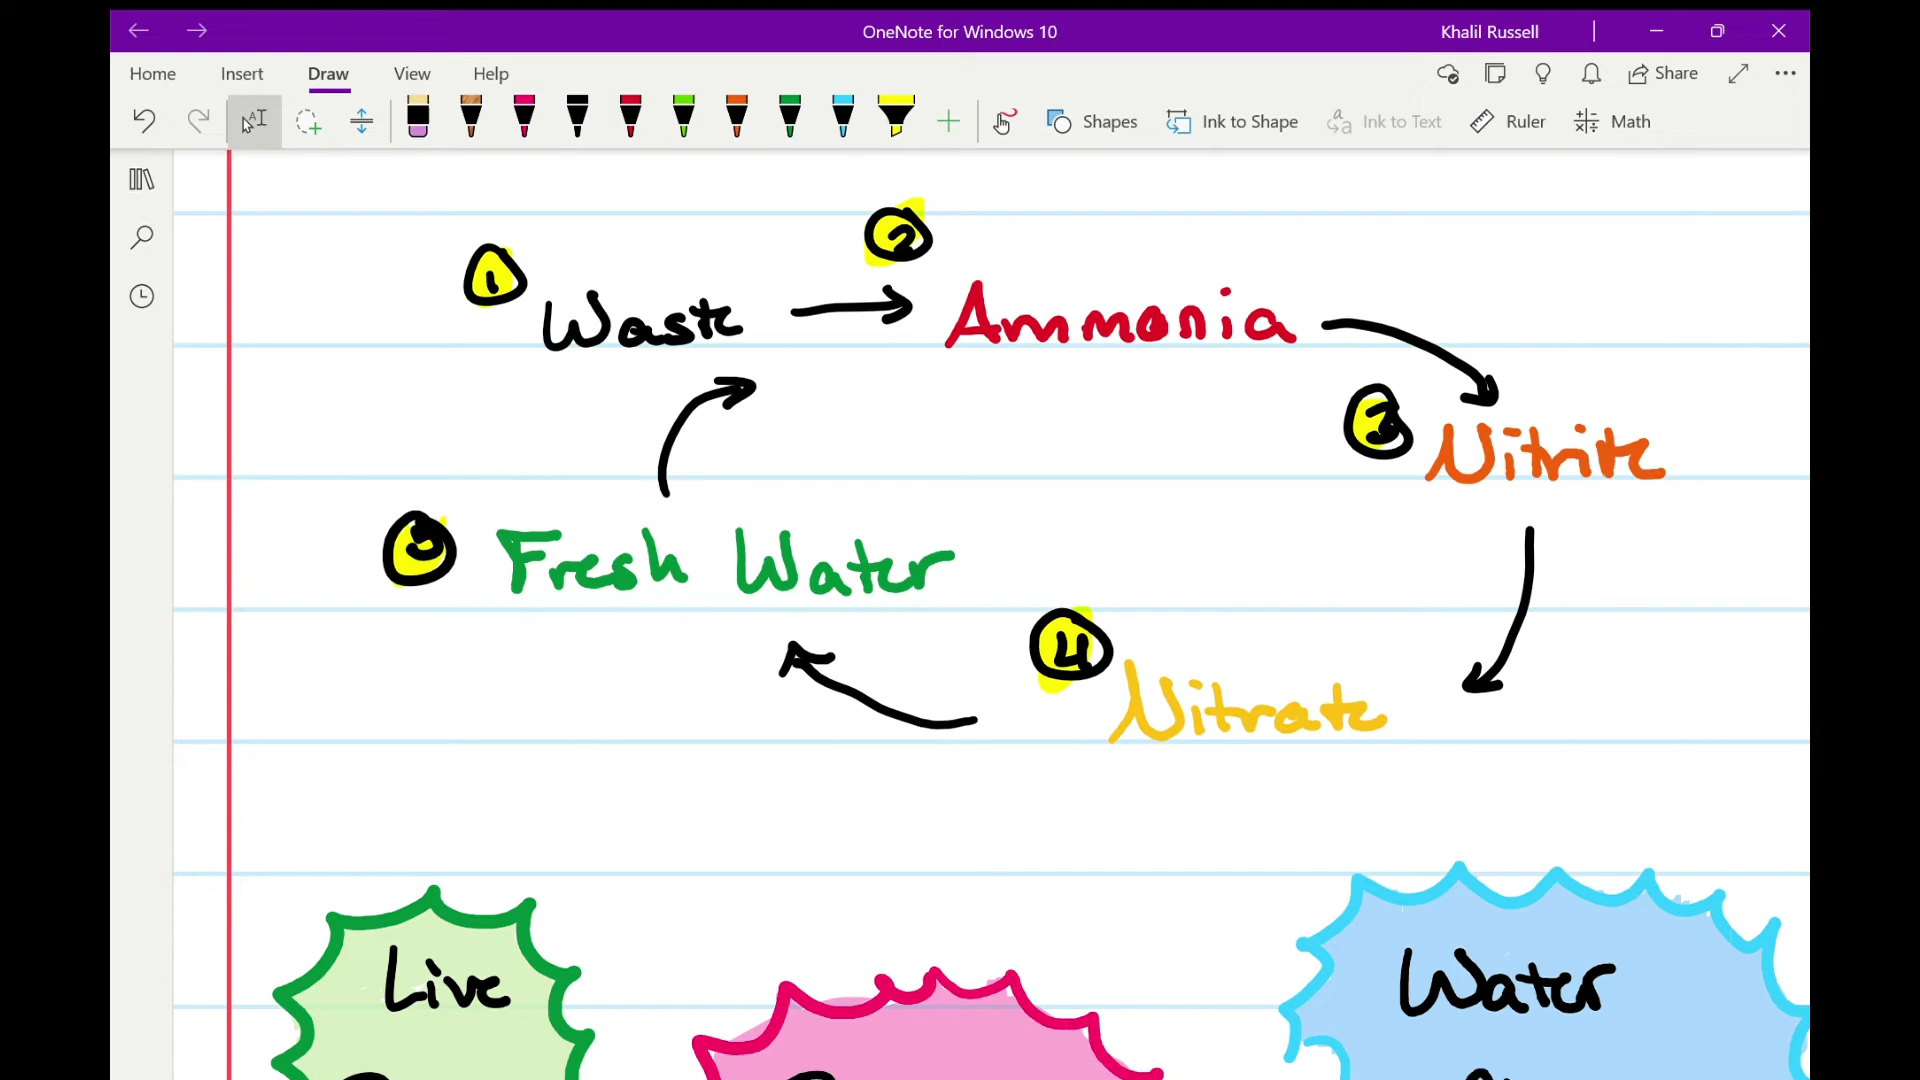 OneNote for Windows 10
Khalil Russell
Home Insert Draw View Help
Share
Shapes Ink to Shape Ink to Text Ruler Math
1 Waste
2 Ammonia
3 Nitrite
Fresh Water
4 Nitrate
Live
Water